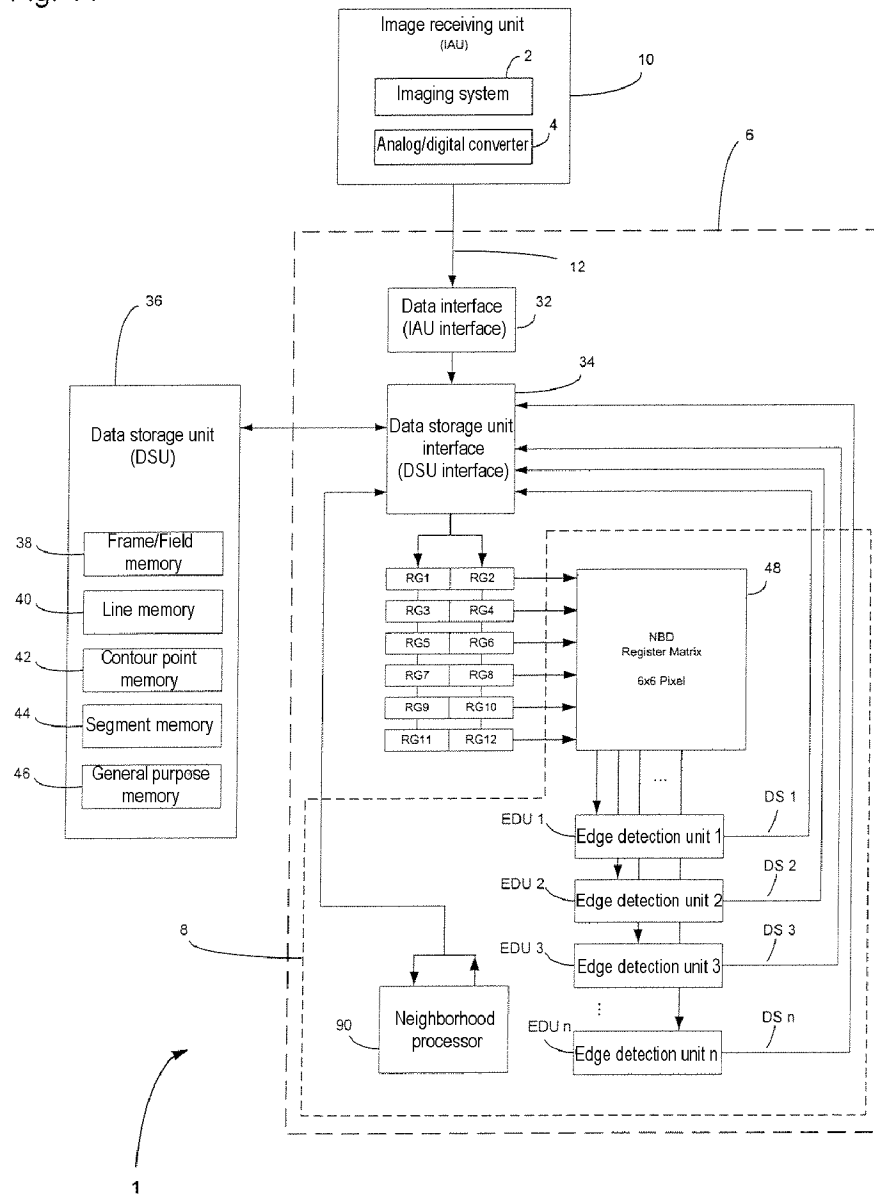 Image receiving unit
(IAU)
2
10
Imaging system
4
Analog/digital converter
6
12
36
Data interface
(IAU interface)
32
34
Data storage unit
(DSU)
Data storage unit
interface
(DSU interface)
38
Frame/Field
memory
40
Line memory
42
Contour point
memory
44
Segment memory
46
General purpose
memory
RG1 RG2
RG3 RG4
RG5 RG6
RG7 RG8
RG9 RG10
RG11 RG12
48
NBD
Register Matrix
6x6 Pixel
...
EDU 1
Edge detection unit 1
DS 1
EDU 2
Edge detection unit 2
DS 2
EDU 3
Edge detection unit 3
DS 3
...
EDU n
Edge detection unit n
DS n
8
90
Neighborhood
processor
1